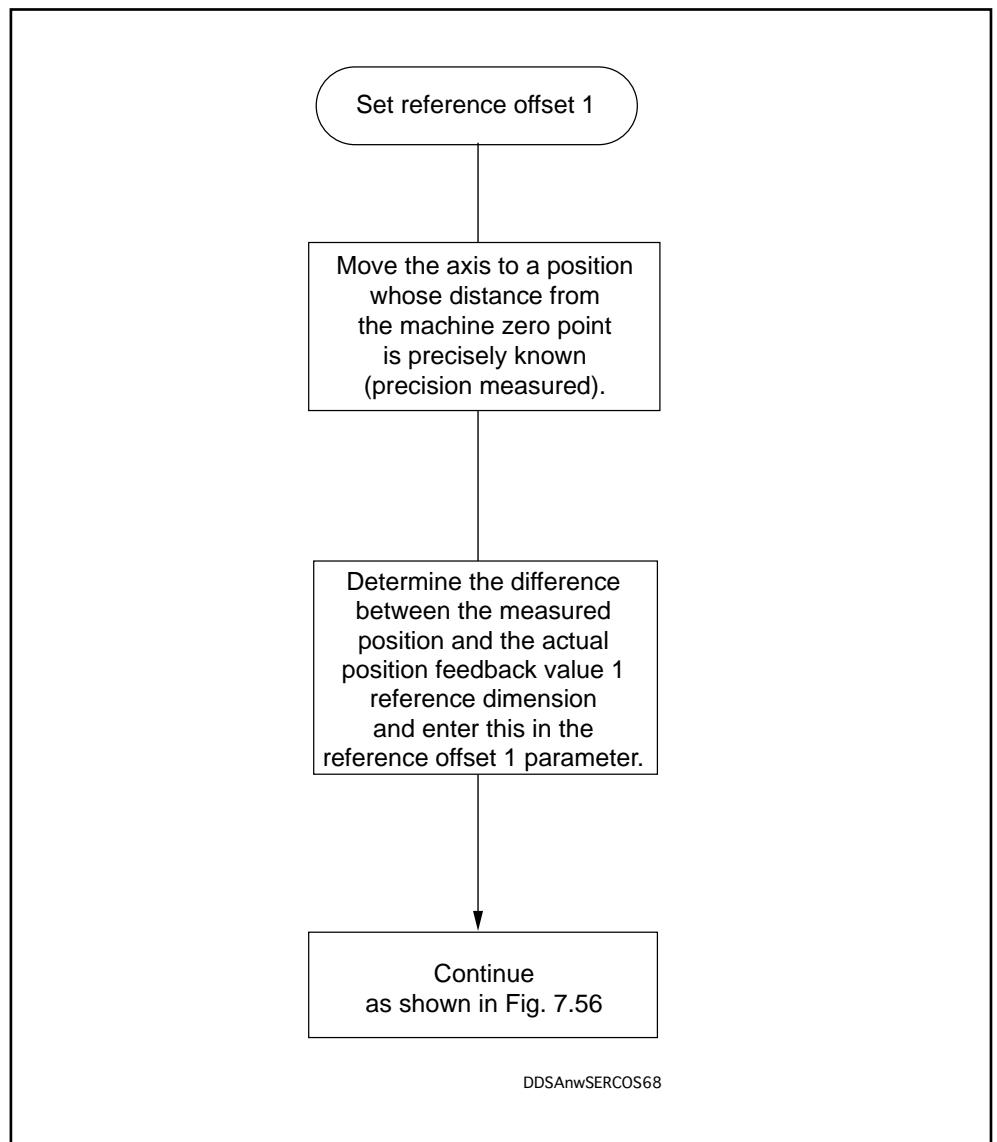 Set reference offset 1
Move the axis to a position
whose distance from
the machine zero point
is precisely known
(precision measured).
Determine the difference
between the measured
position and the actual
position feedback value 1
reference dimension
and enter this in the
reference offset 1 parameter.
Continue
as shown in Fig. 7.56
DDSAnwSERCOS68